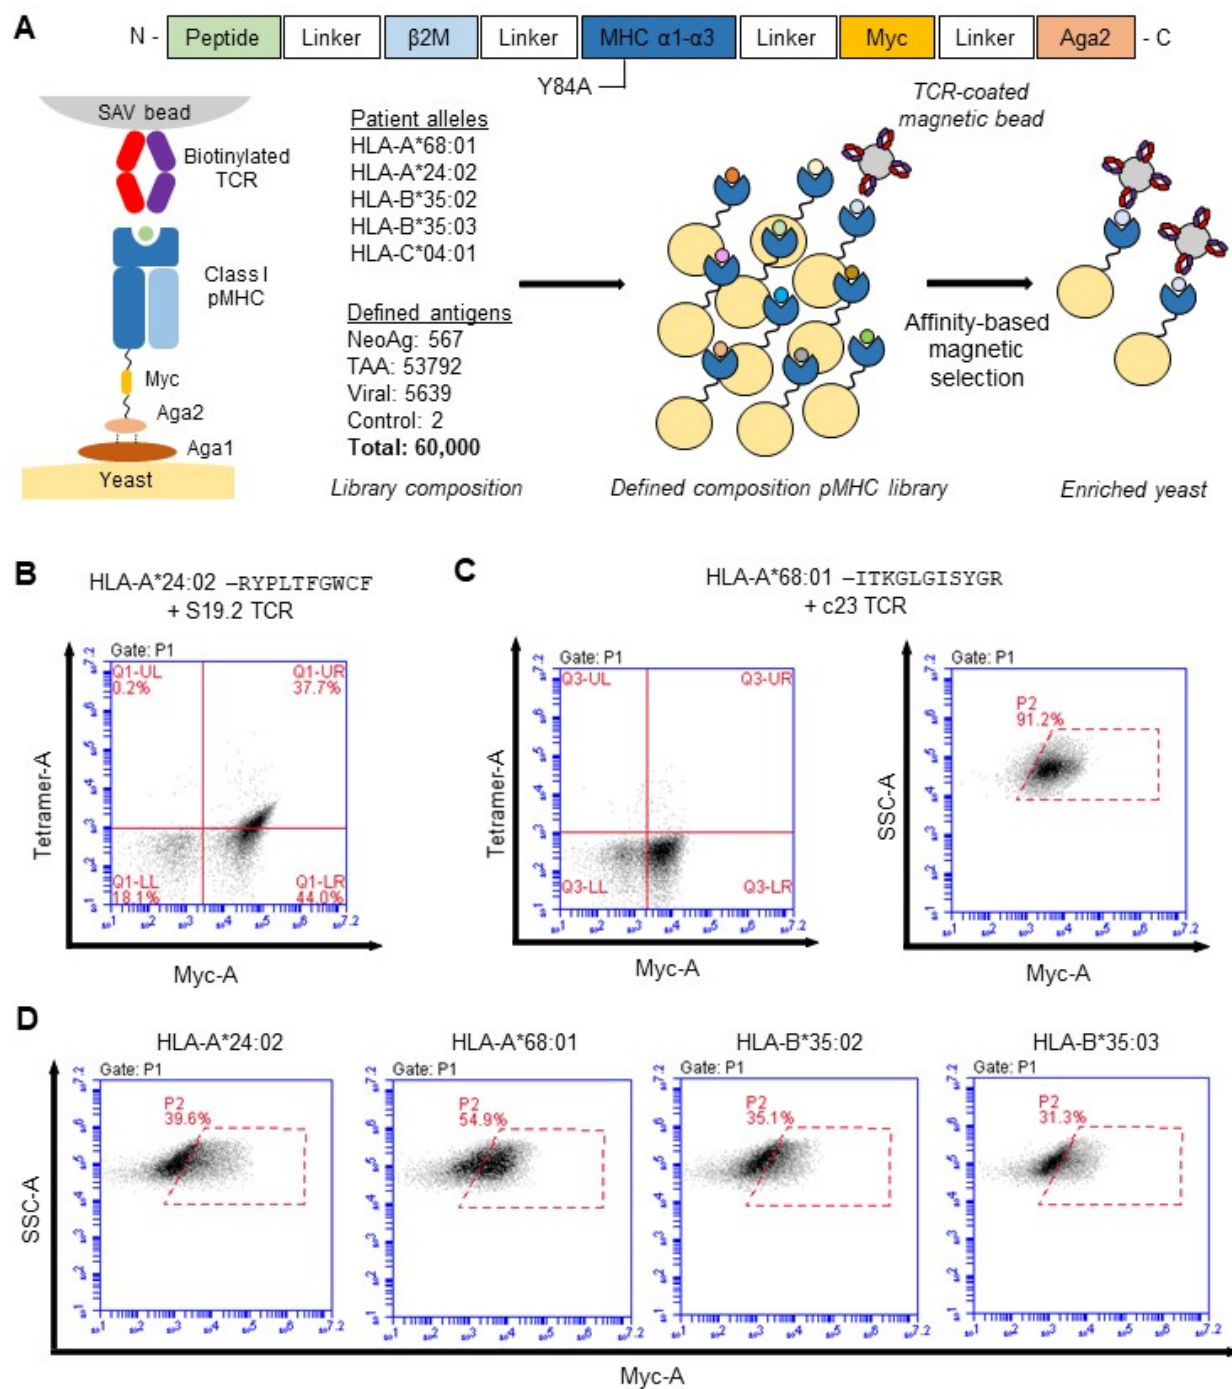 A
N - Peptide Linker β2M Linker MHC α1-α3 Linker Myc Linker Aga2 - C
Y84A
SAV bead
Biotinylated
TCR
Class I
pMHC
Myc
Aga2
Aga1
Yeast
Patient alleles
HLA-A*68:01
HLA-A*24:02
HLA-B*35:02
HLA-B*35:03
HLA-C*04:01
Defined antigens
NeoAg: 567
TAA: 53792
Viral: 5639
Control: 2
Total: 60,000
Library composition
TCR-coated
magnetic bead
Affinity-based
magnetic
selection
Defined composition pMHC library
Enriched yeast
B
HLA-A*24:02 –RYPLTFGWCF
+ S19.2 TCR
Gate: P1
Q1-UL
0.2%
Q1-UR
37.7%
Q1-LL
18.1%
Q1-LR
44.0%
Tetramer-A
Myc-A
C
HLA-A*68:01 –ITKGLGISYGR
+ c23 TCR
Gate: P1
Q3-UL
Q3-UR
Q3-LL
Q3-LR
Tetramer-A
Myc-A
Gate: P1
P2
91.2%
SSC-A
Myc-A
D
HLA-A*24:02
Gate: P1
P2
39.6%
HLA-A*68:01
Gate: P1
P2
54.9%
HLA-B*35:02
Gate: P1
P2
35.1%
HLA-B*35:03
Gate: P1
P2
31.3%
SSC-A
Myc-A